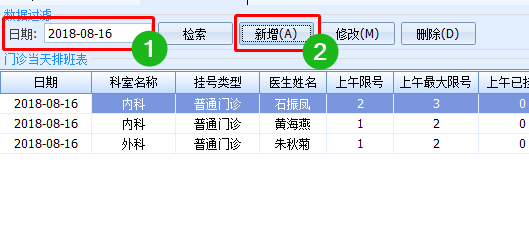 数据过滤
日期: 2018-08-16 1 检索 新增(A) 2 修改(M) 删除(D)
门诊当天排班表
日期 科室名称 挂号类型 医生姓名 上午限号 上午最大限号 上午已
2018-08-16 内科 普通门诊 石振凤 2 3 0
2018-08-16 内科 普通门诊 黄海燕 1 2 0
2018-08-16 外科 普通门诊 朱秋菊 1 2 0